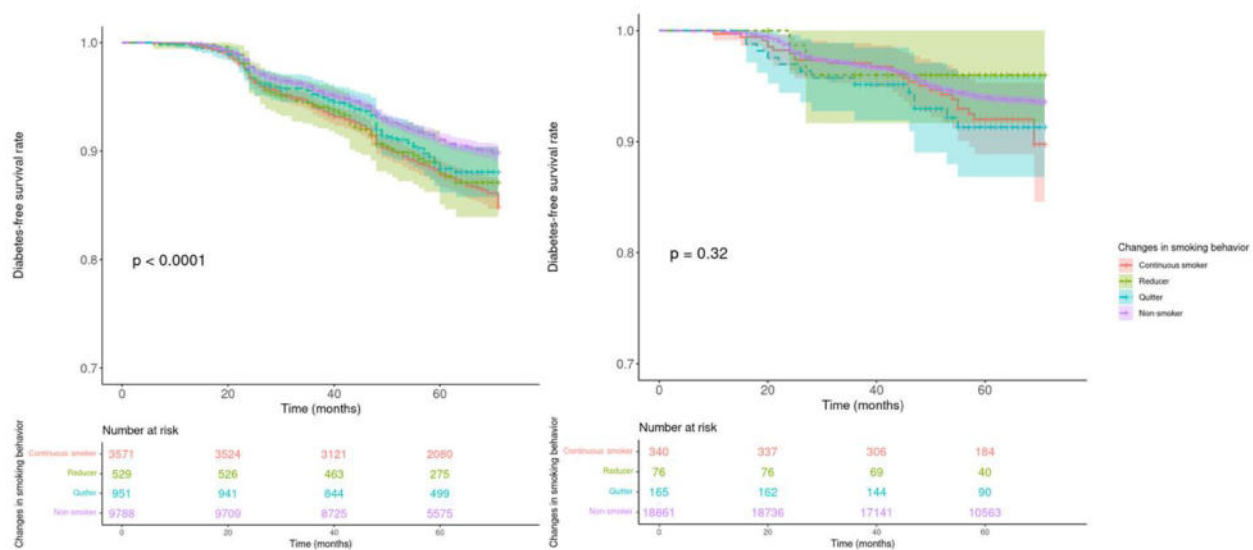 Diabetes-free survival rate
1.0
0.9
0.8
0.7
p < 0.0001
0 20 40 60
Time (months)
Number at risk
Changes in smoking behavior
Continuous smoker 3571 3524 3121 2080
Reducer 529 526 463 275
Quitter 951 941 844 499
Non-smoker 9788 9709 8725 5575
0 20 40 60
Time (months)
Diabetes-free survival rate
1.0
0.9
0.8
0.7
p = 0.32
0 20 40 60
Time (months)
Number at risk
Changes in smoking behavior
Continuous smoker 340 337 306 184
Reducer 76 76 69 40
Quitter 165 162 144 90
Non-smoker 18861 18736 17141 10563
0 20 40 60
Time (months)
Changes in smoking behavior
Continuous smoker
Reducer
Quitter
Non-smoker